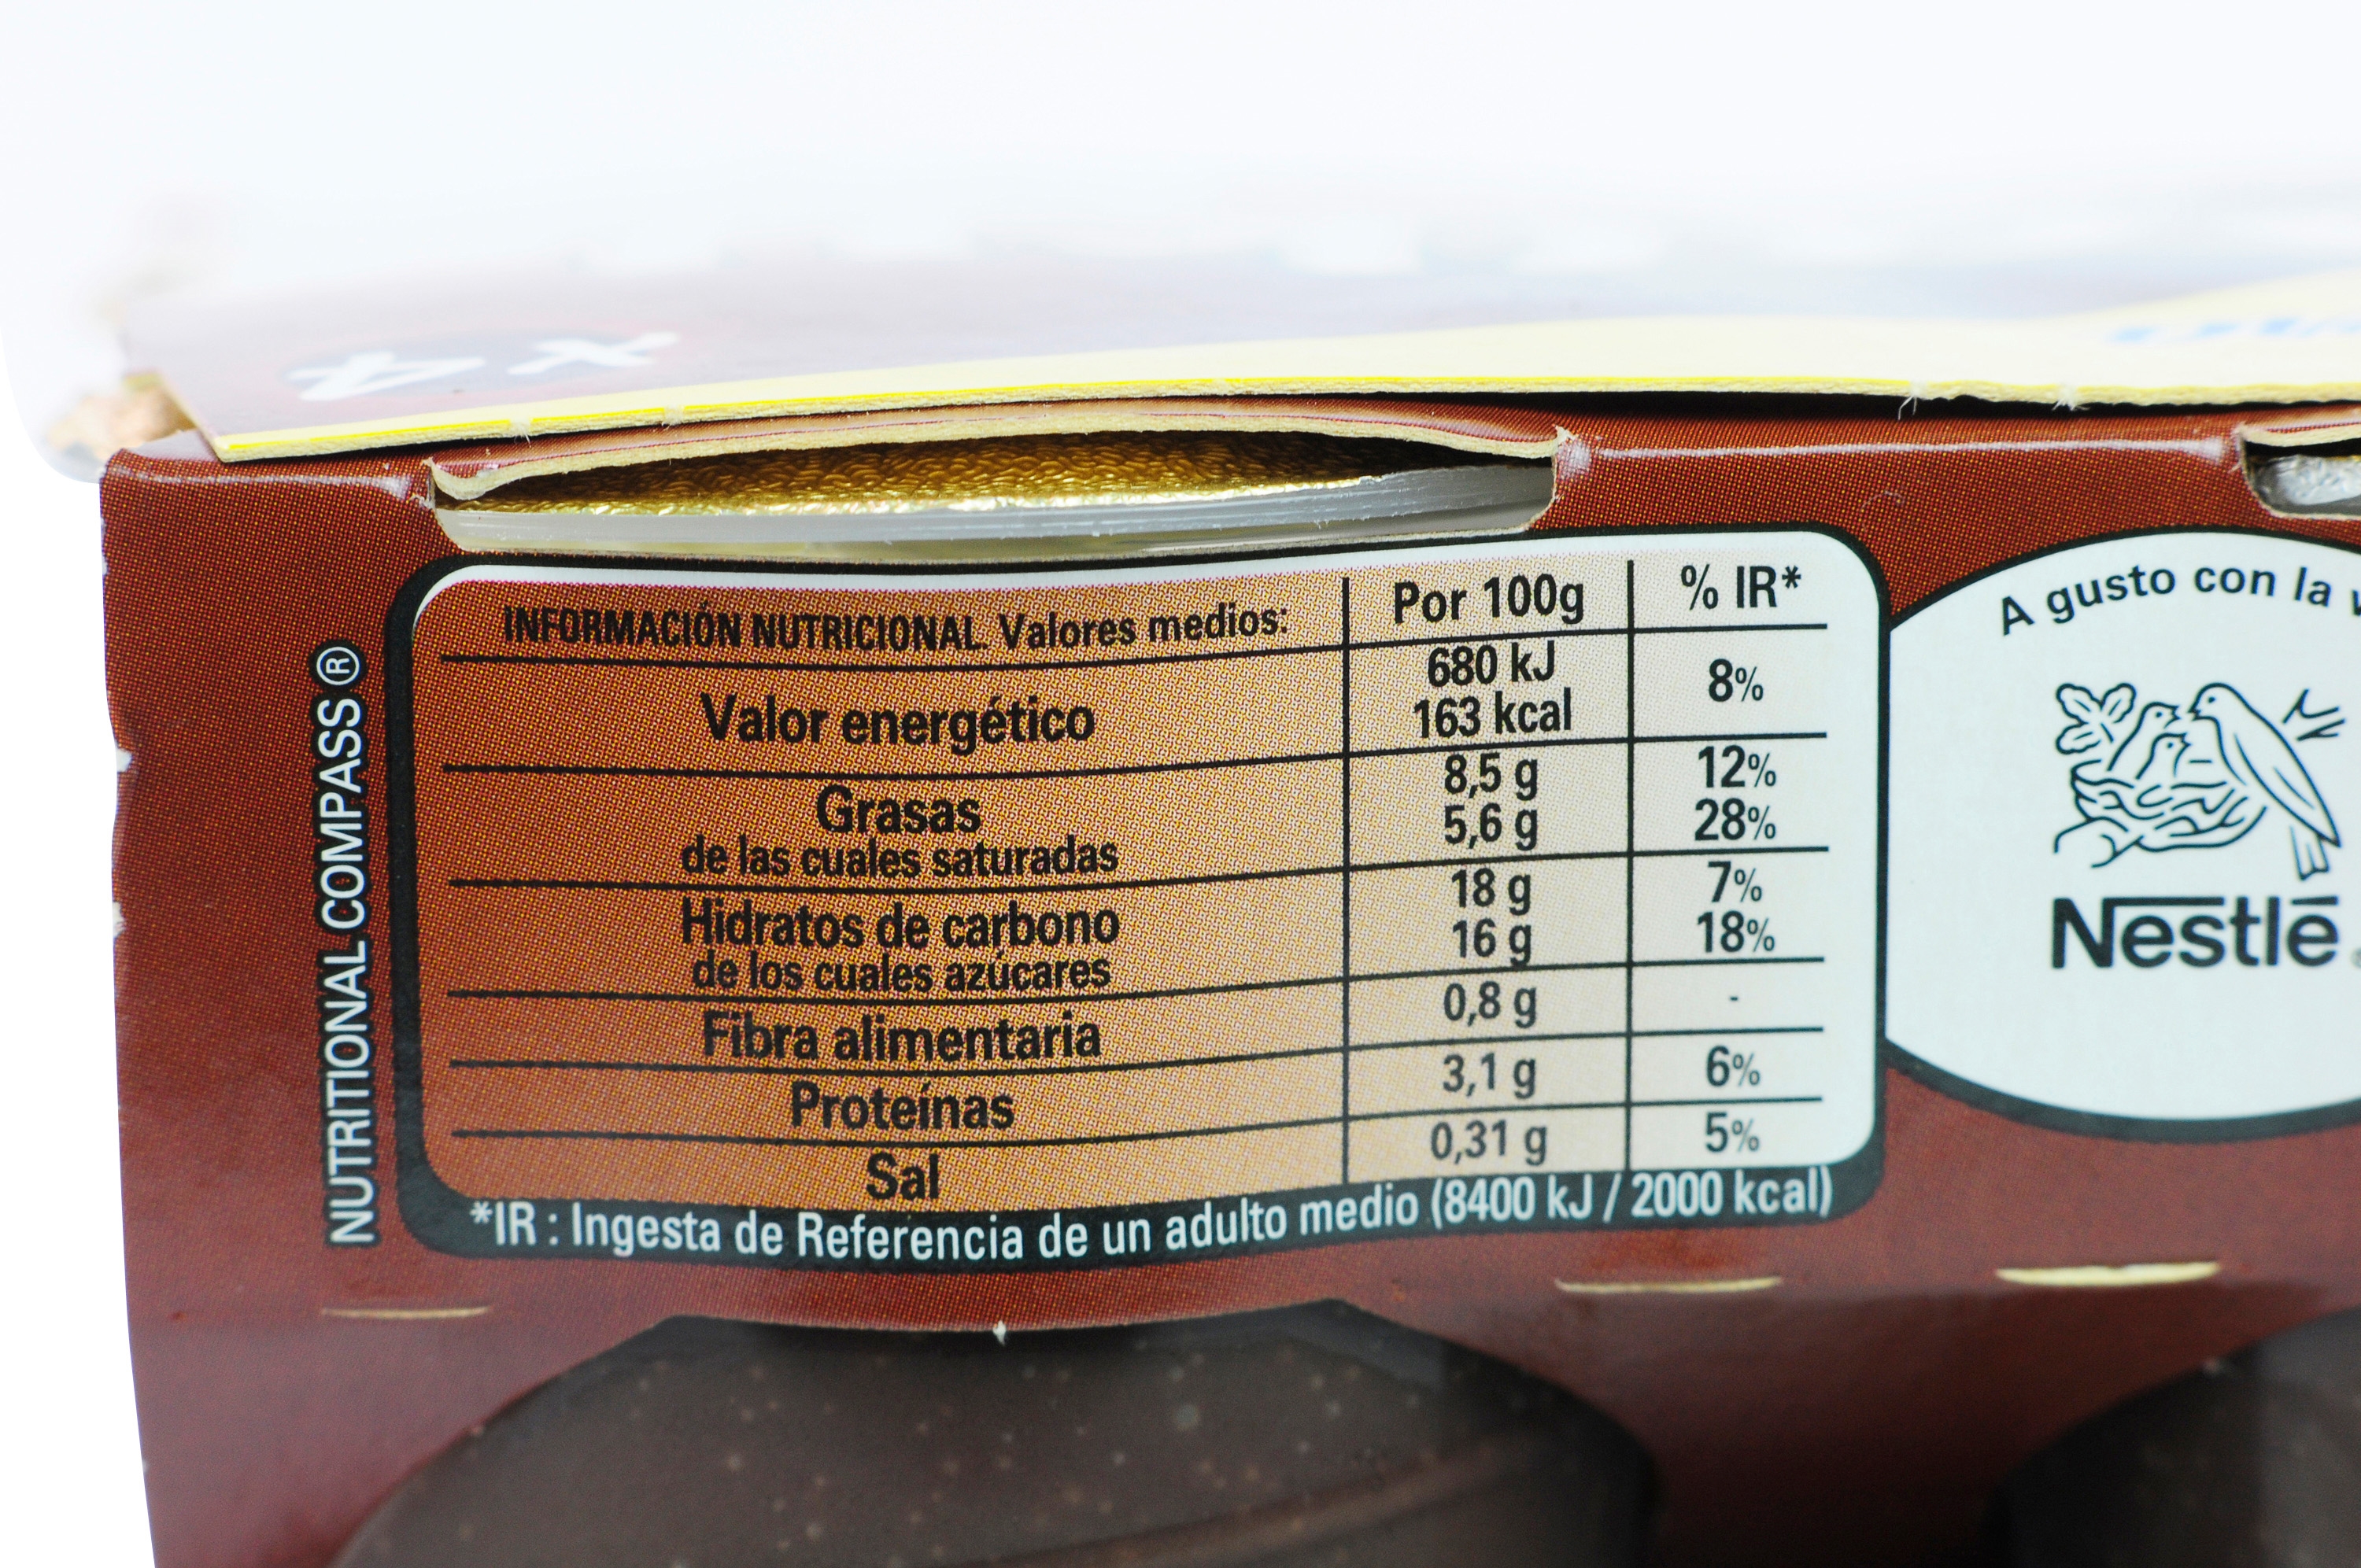 x 4
INFORMACIÓN NUTRICIONAL. Valores medios: Por 100g % IR*
Valor energético 680 kJ 8%
163 kcal
Grasas 8,5 g 12%
de las cuales saturadas 5,6 g 28%
Hidratos de carbono 18 g 7%
de los cuales azúcares 16 g 18%
Fibra alimentaria 0,8 g -
Proteínas 3,1 g 6%
Sal 0,31 g 5%
*IR : Ingesta de Referencia de un adulto medio (8400 kJ / 2000 kcal)
NUTRITIONAL COMPASS ®
A gusto con la
Nestlé